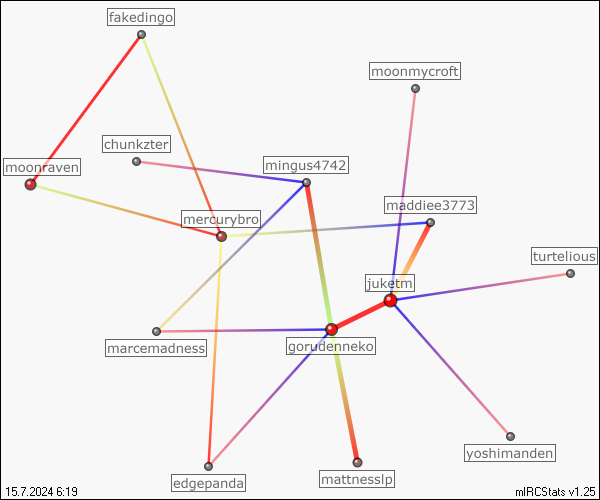 fakedingo
moonmycroft
chunkzter
mingus4742
moonraven
maddiee3773
mercurybro
turtelious
juketm
gorudenneko
marcemadness
yoshimanden
mattnesslp
edgepanda
15.7.2024 6:19
mIRCStats v1.25